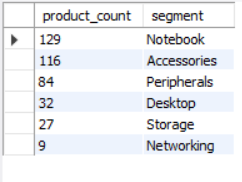 product_count segment
129 Notebook
116 Accessories
84 Peripherals
32 Desktop
27 Storage
9 Networking